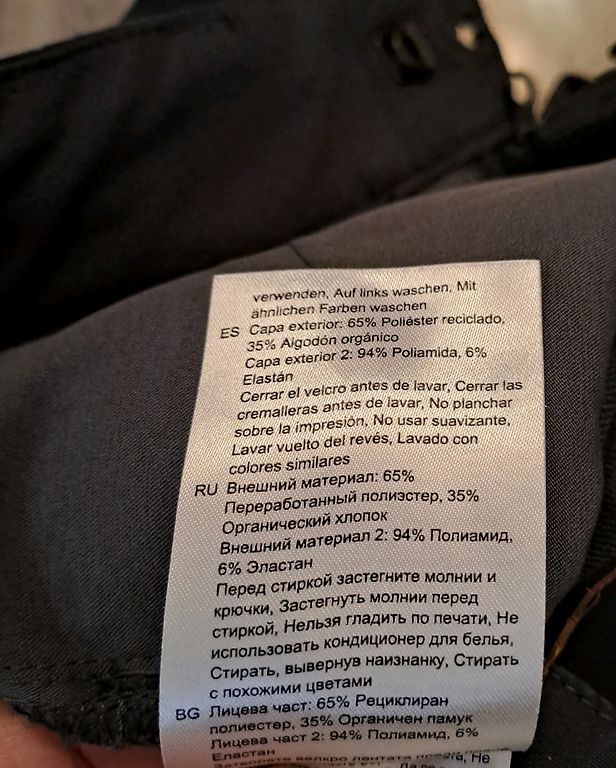 verwenden, Auf links waschen, Mit
ähnlichen Farben waschen
ES Capa exterior: 65% Poliéster reciclado,
35% Algodón orgánico
Capa exterior 2: 94% Poliamida, 6%
Elastán
Cerrar el velcro antes de lavar, Cerrar las
cremalleras antes de lavar, No planchar
sobre la impresión, No usar suavizante,
Lavar vuelto del revés, Lavado con
colores similares
RU Внешний материал: 65%
Переработанный полиэстер, 35%
Органический хлопок
Внешний материал 2: 94% Полиамид,
6% Эластан
Перед стиркой застегните молнии и
крючки, Застегнуть молнии перед
стиркой, Нельзя гладить по печати, Не
использовать кондиционер для белья,
Стирать, вывернув наизнанку, Стирать
с похожими цветами
BG Лицева част: 65% Рециклиран
полиестер, 35% Органичен памук
Лицева част 2: 94% Полиамид, 6%
Еластан